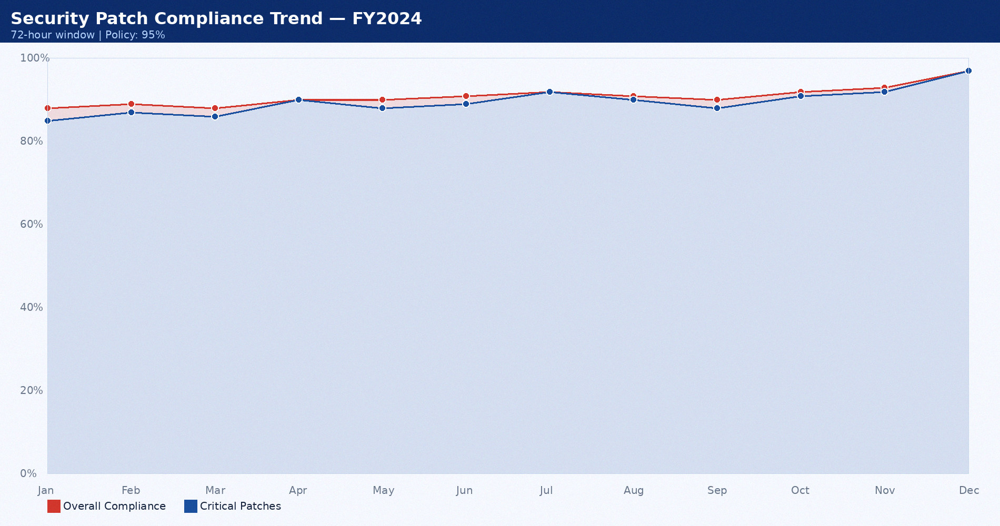 Security Patch Compliance Trend — FY2024
72-hour window | Policy: 95%
100%
80%
60%
40%
20%
0%
Jan Feb Mar Apr May Jun Jul Aug Sep Oct Nov Dec
Overall Compliance Critical Patches